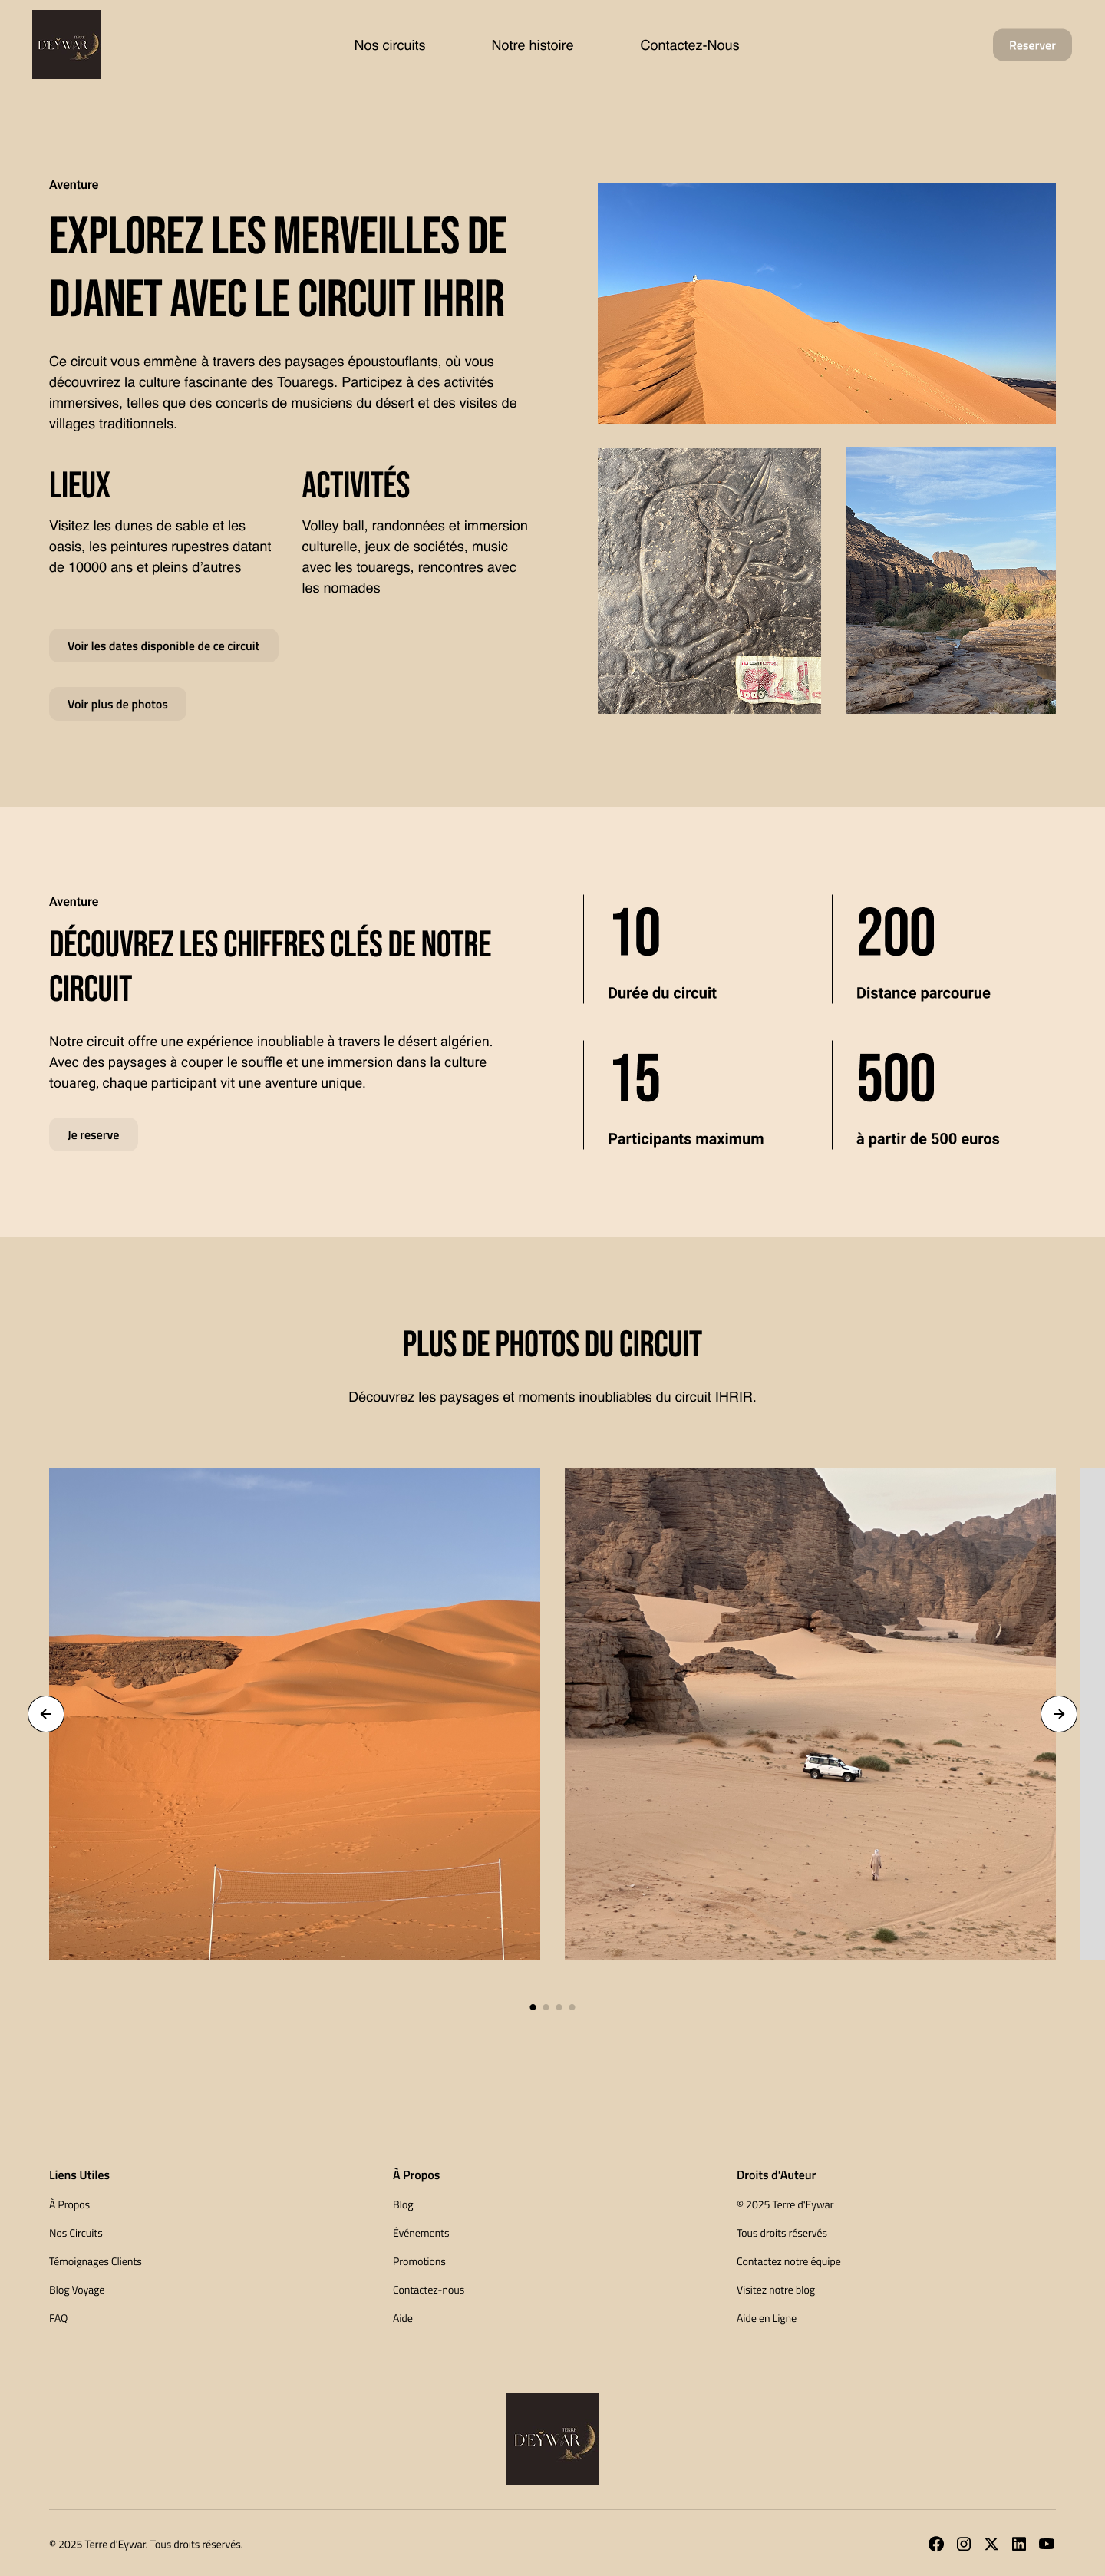 TERRE
D'EYWAR
Nos circuits
Notre histoire
Contactez-Nous
Reserver
Aventure
EXPLOREZ LES MERVEILLES DE
DJANET AVEC LE CIRCUIT IHRIR
Ce circuit vous emmène à travers des paysages époustouflants, où vous
découvrirez la culture fascinante des Touaregs. Participez à des activités
immersives, telles que des concerts de musiciens du désert et des visites de
villages traditionnels.
LIEUX
Visitez les dunes de sable et les
oasis, les peintures rupestres datant
de 10000 ans et pleins d’autres
ACTIVITÉS
Volley ball, randonnées et immersion
culturelle, jeux de sociétés, music
avec les touaregs, rencontres avec
les nomades
Voir les dates disponible de ce circuit
Voir plus de photos
Aventure
DÉCOUVREZ LES CHIFFRES CLÉS DE NOTRE
CIRCUIT
Notre circuit offre une expérience inoubliable à travers le désert algérien.
Avec des paysages à couper le souffle et une immersion dans la culture
touareg, chaque participant vit une aventure unique.
Je reserve
10
Durée du circuit
200
Distance parcourue
15
Participants maximum
500
à partir de 500 euros
PLUS DE PHOTOS DU CIRCUIT
Découvrez les paysages et moments inoubliables du circuit IHRIR.
Liens Utiles
À Propos
Nos Circuits
Témoignages Clients
Blog Voyage
FAQ
À Propos
Blog
Événements
Promotions
Contactez-nous
Aide
Droits d'Auteur
© 2025 Terre d'Eywar
Tous droits réservés
Contactez notre équipe
Visitez notre blog
Aide en Ligne
TERRE
D'EYWAR
© 2025 Terre d'Eywar. Tous droits réservés.